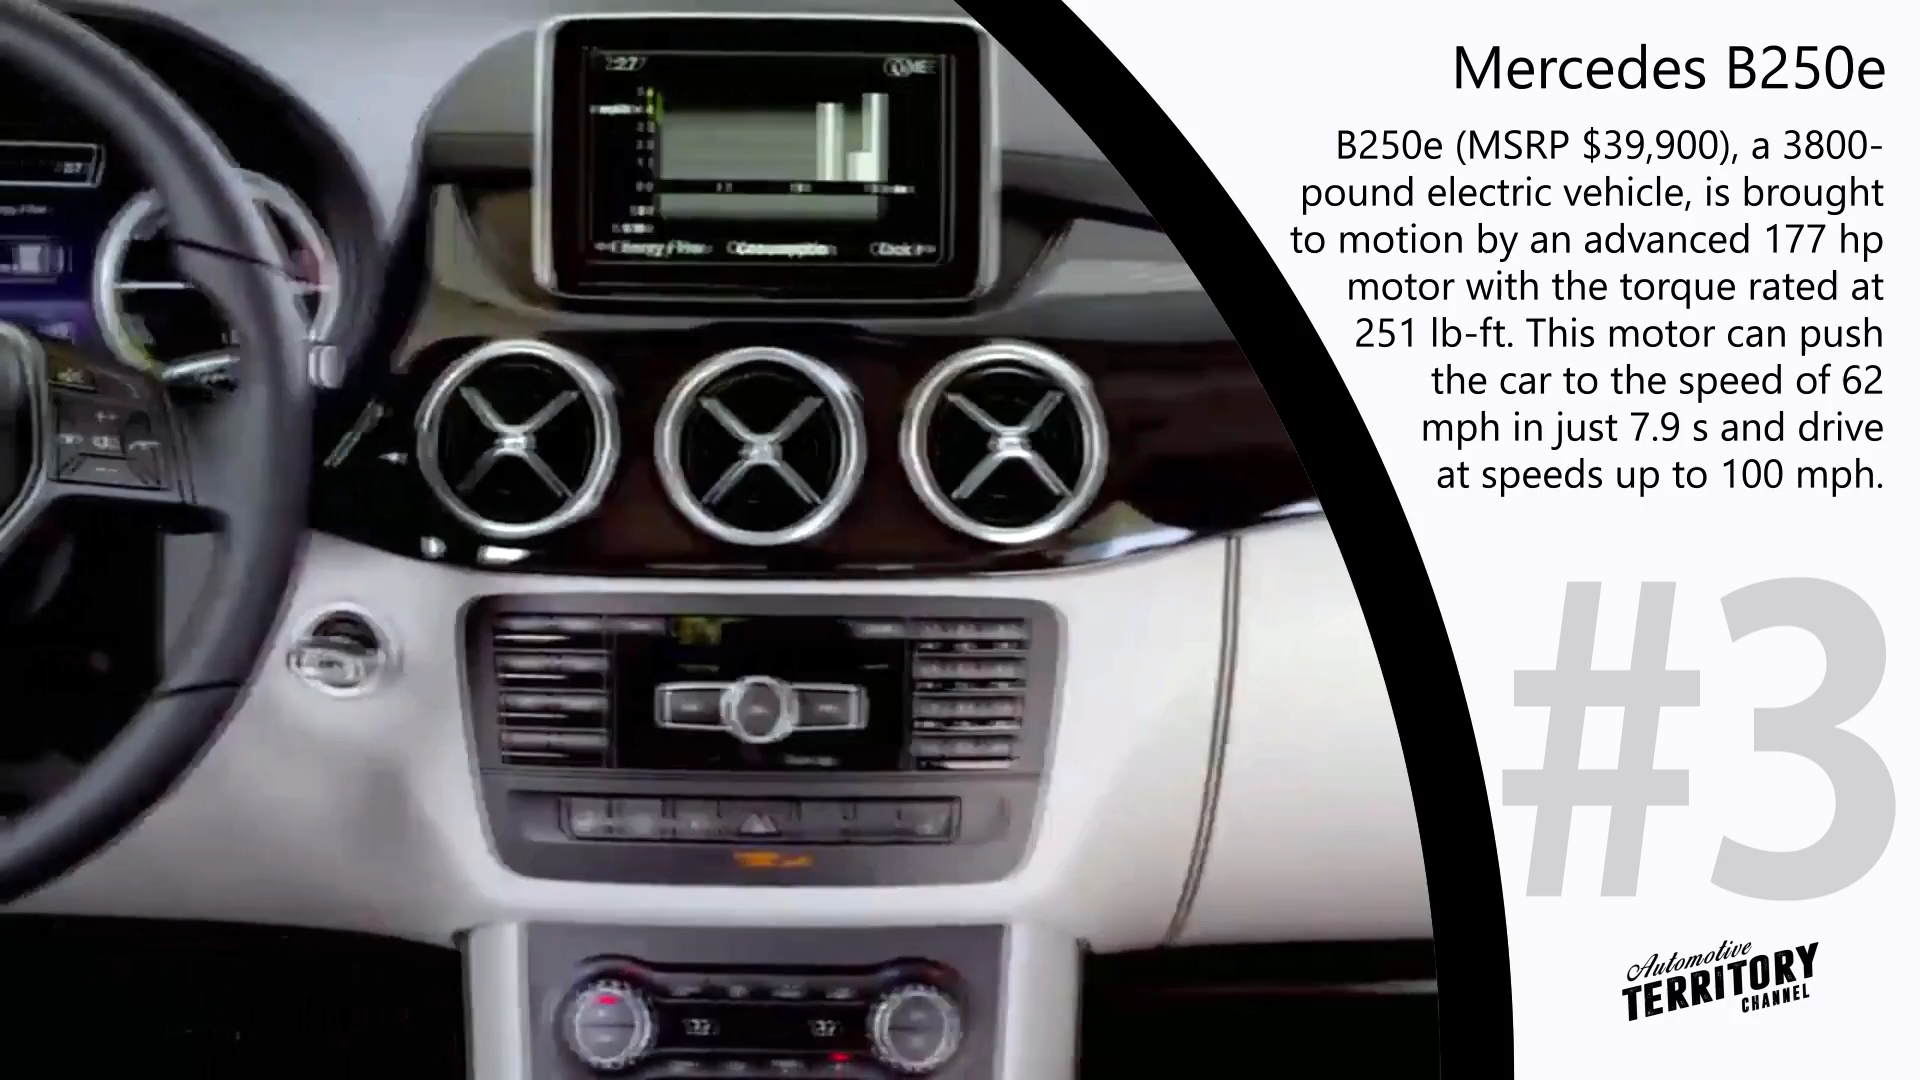 Mercedes B250e
B250e (MSRP $39,900), a 3800-
pound electric vehicle, is brought
to motion by an advanced 177 hp
motor with the torque rated at
251 lb-ft. This motor can push
the car to the speed of 62
mph in just 7.9 s and drive
at speeds up to 100 mph.
#3
Automotive
TERRITORY
CHANNEL
Consumption